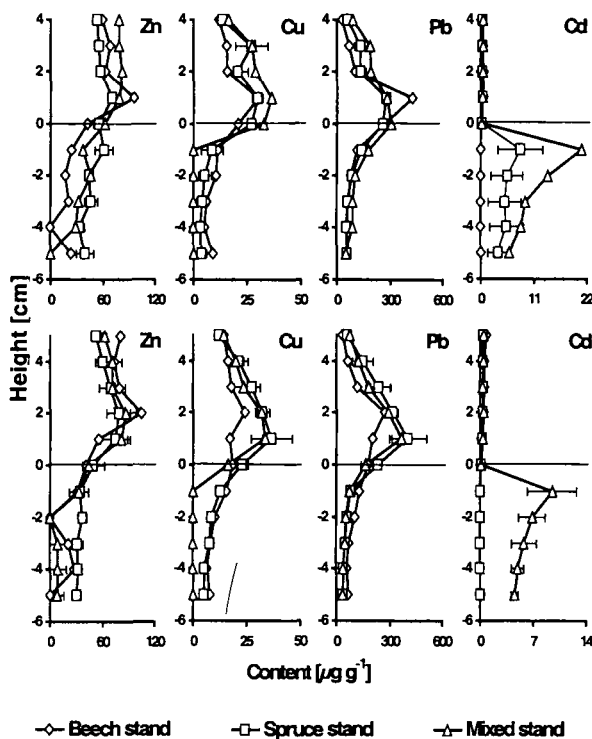 Zn Cu Pb Cd
4
2
0
-2
-4
-6
0 60 120 0 25 50 0 300 600 0 11 22
Zn Cu Pb Cd
4
2
0
-2
-4
-6
0 60 120 0 25 50 0 300 600 0 7 14
Height [cm]
Content [µg g⁻¹]
Beech stand Spruce stand Mixed stand